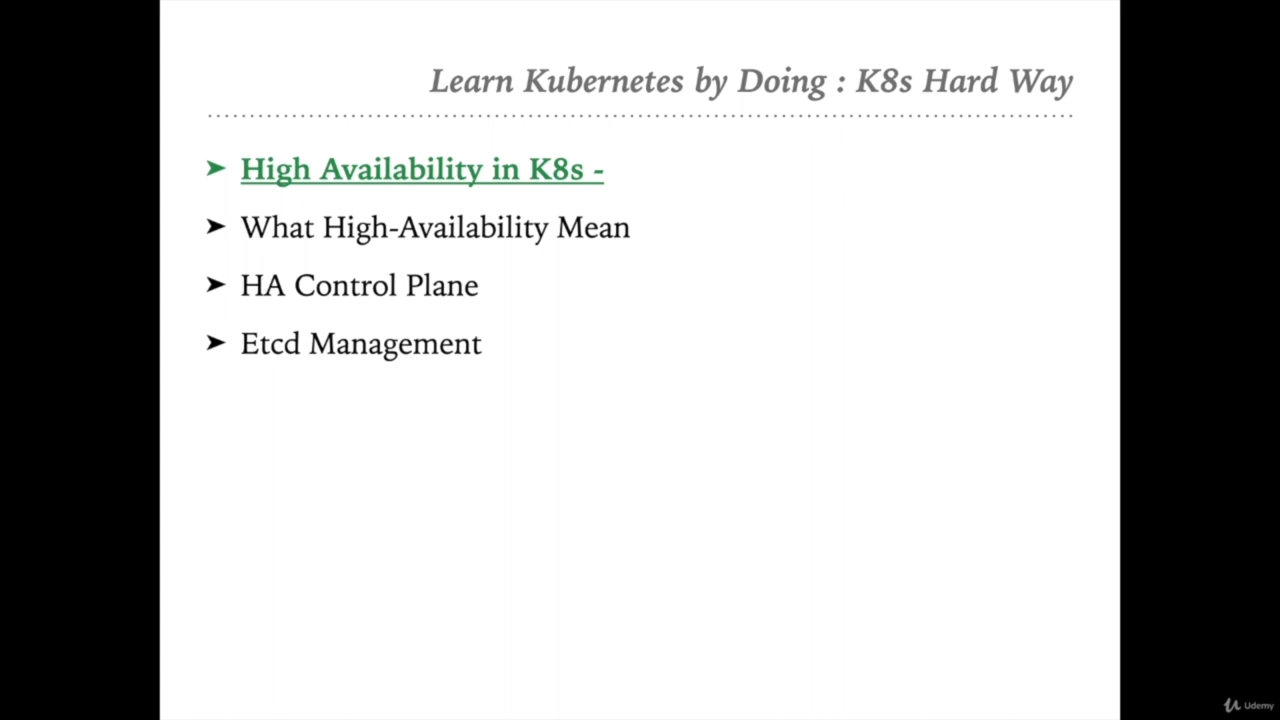 Learn Kubernetes by Doing : K8s Hard Way
➤ High Availability in K8s -
➤ What High-Availability Mean
➤ HA Control Plane
➤ Etcd Management
Udemy